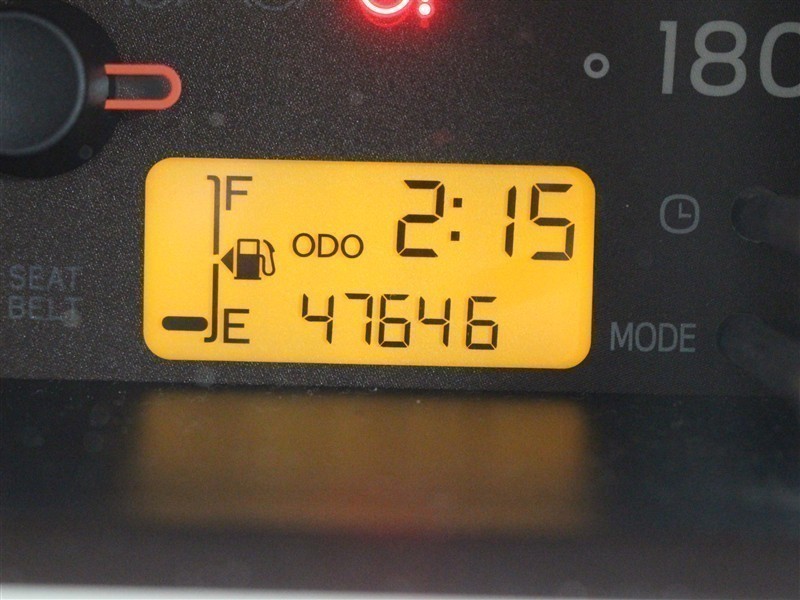 180
F
2:15
ODO
SEAT
BELT
E
47646
MODE